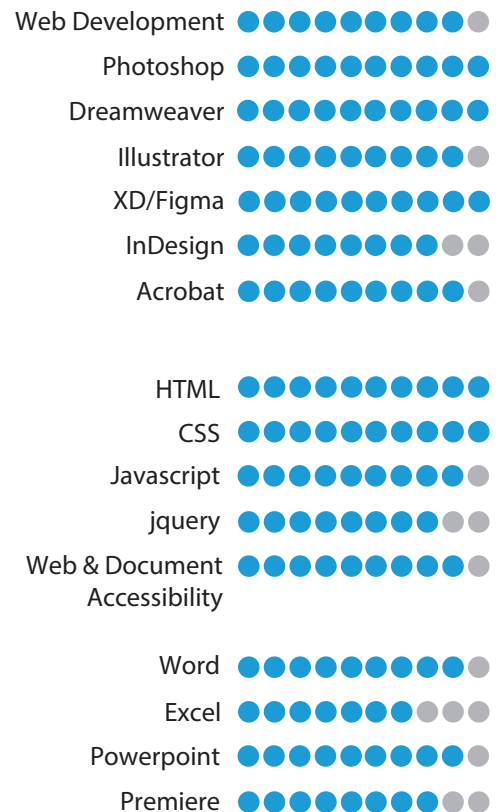 Web Development
Photoshop
Dreamweaver
Illustrator
XD/Figma
InDesign
Acrobat
HTML
CSS
Javascript
jquery
Web & Document
Accessibility
Word
Excel
Powerpoint
Premiere